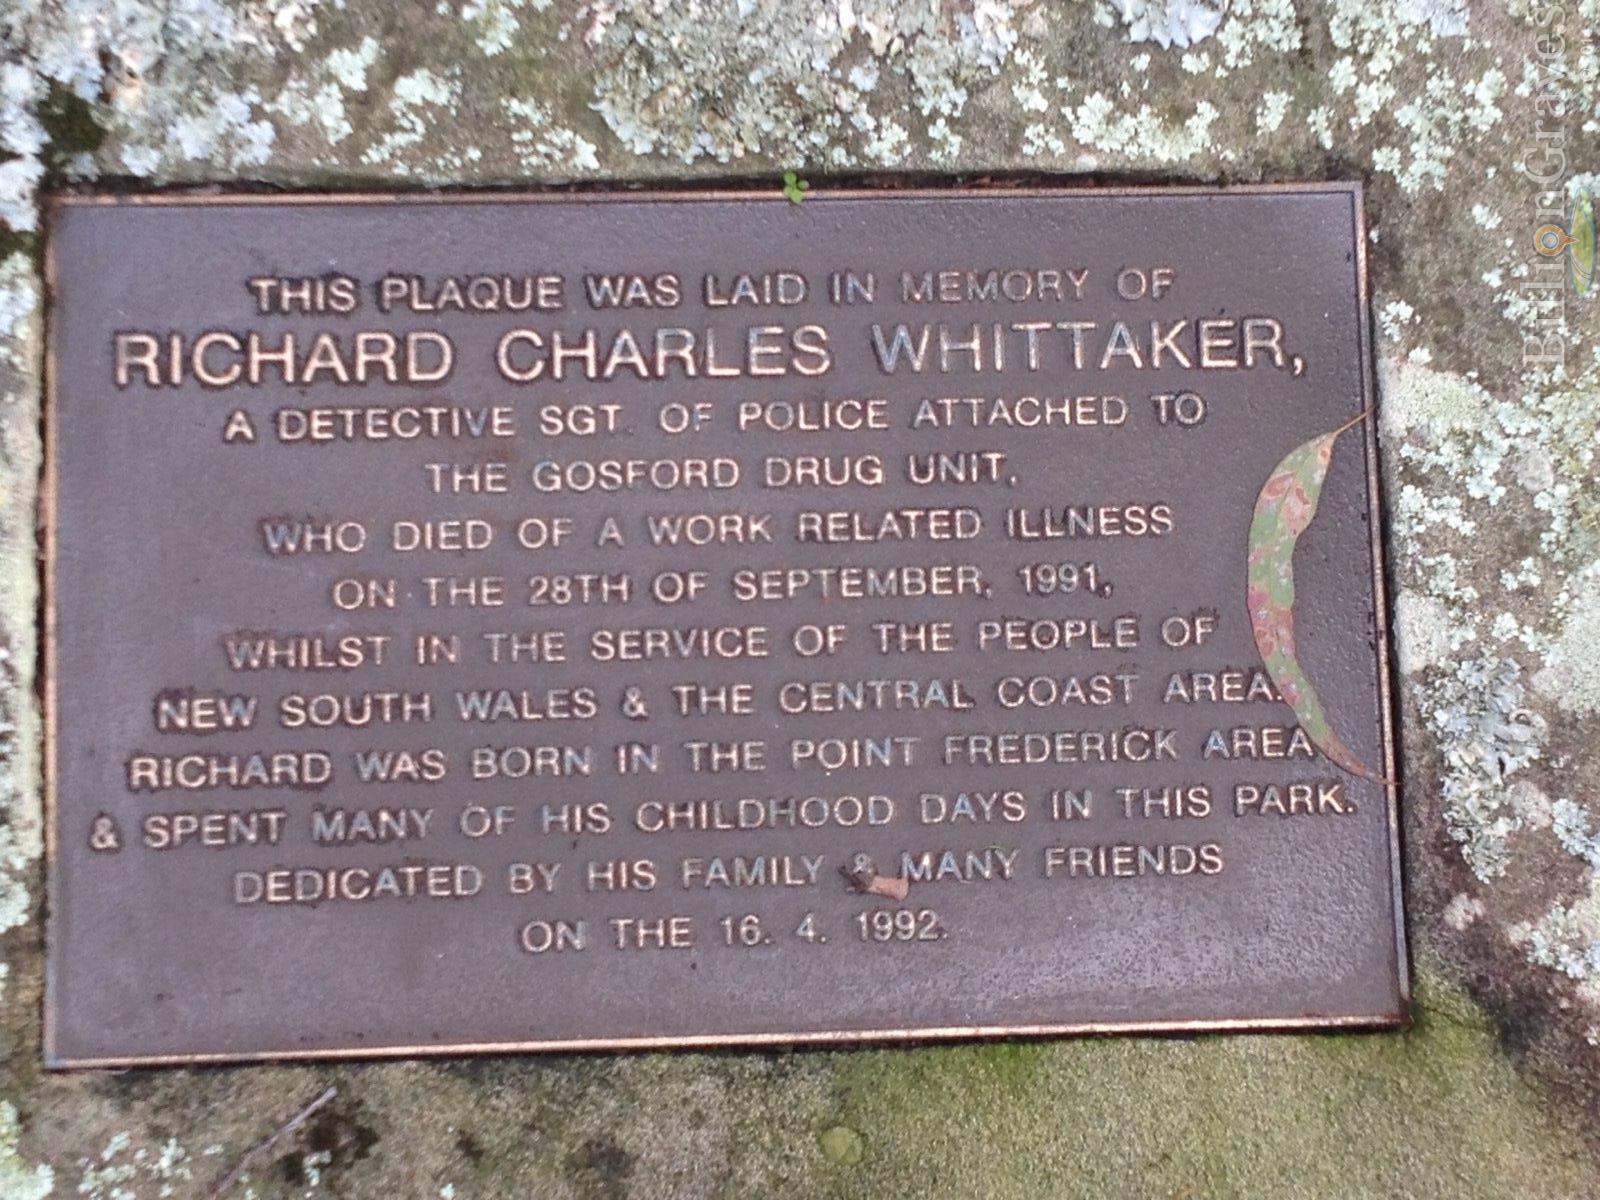 THIS PLAQUE WAS LAID IN MEMORY OF
RICHARD CHARLES WHITTAKER,
A DETECTIVE SGT. OF POLICE ATTACHED TO
THE GOSFORD DRUG UNIT,
WHO DIED OF A WORK RELATED ILLNESS
ON THE 28TH OF SEPTEMBER, 1991,
WHILST IN THE SERVICE OF THE PEOPLE OF
NEW SOUTH WALES & THE CENTRAL COAST AREA.
RICHARD WAS BORN IN THE POINT FREDERICK AREA
& SPENT MANY OF HIS CHILDHOOD DAYS IN THIS PARK.
DEDICATED BY HIS FAMILY & MANY FRIENDS
ON THE 16. 4. 1992.
BillionGraves